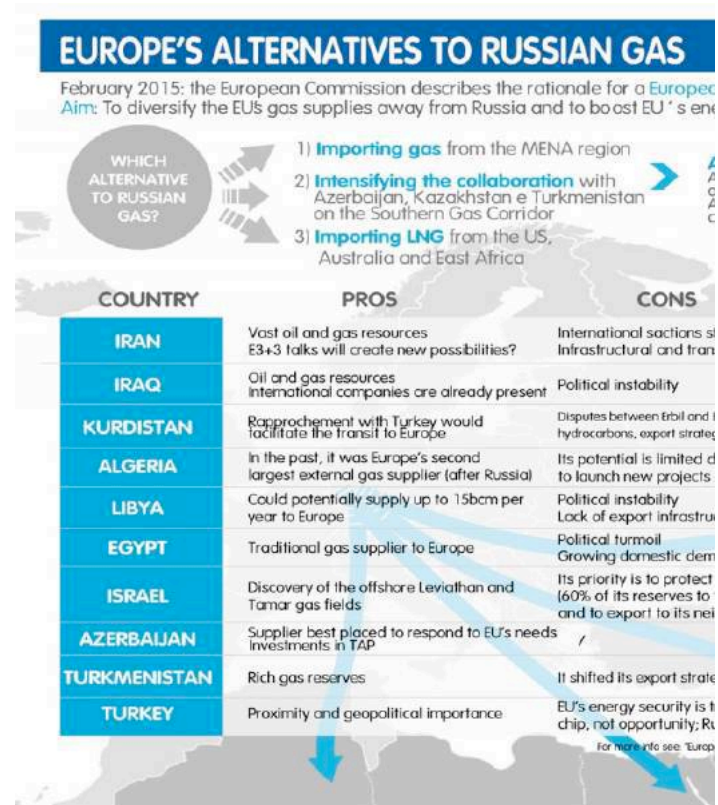 EUROPE'S ALTERNATIVES TO RUSSIAN GAS
February 2015: the European Commission describes the rationale for a
Aim: To diversify the EU's gas supplies away from Russia and to boost EU ' s
WHICH
ALTERNATIVE
TO RUSSIAN
GAS?
1) Importing gas from the MENA region
2) Intensifying the collaboration with
Azerbaijan, Kazakhstan e Turkmenistan
on the Southern Gas Corridor
3) Importing LNG from the US,
Australia and East Africa
COUNTRY PROS CONS
IRAN
Vast oil and gas resources
E3+3 talks will create new possibilities?
International sactions
Infrastructural and
IRAQ
Oil and gas resources
International companies are already present
Political instability
KURDISTAN
Rapprochement with Turkey would
facilitate the transit to Europe
Disputes between Erbil and
hydrocarbons, export
ALGERIA
In the past, it was Europe's second
largest external gas supplier (after Russia)
Its potential is limited
to launch new projects
LIBYA
Could potentially supply up to 15bcm per
year to Europe
Political instability
Lack of export
EGYPT
Traditional gas supplier to Europe
Political turmoil
Growing domestic
ISRAEL
Discovery of the offshore Leviathan and
Tamar gas fields
Its priority is to protect
(60% of its reserves to
and to export to its
AZERBAIJAN
Supplier best placed to respond to EU's needs
Investments in TAP
/
TURKMENISTAN
Rich gas reserves
It shifted its export
TURKEY
Proximity and geopolitical importance
EU's energy security is
chip, not opportunity;
For more info see: